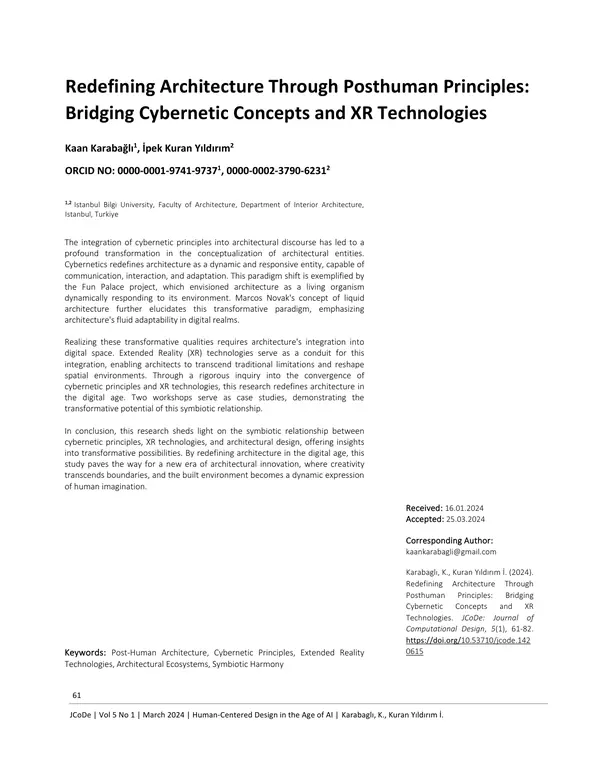 Redefining Architecture Through Posthuman Principles:
Bridging Cybernetic Concepts and XR Technologies
Kaan Karabağlı1, İpek Kuran Yıldırım2
ORCID NO: 0000-0001-9741-97371, 0000-0002-3790-62312
1,2 Istanbul Bilgi University, Faculty of Architecture, Department of Interior Architecture,
Istanbul, Turkiye
The integration of cybernetic principles into architectural discourse has led to a
profound transformation in the conceptualization of architectural entities.
Cybernetics redefines architecture as a dynamic and responsive entity, capable of
communication, interaction, and adaptation. This paradigm shift is exemplified by
the Fun Palace project, which envisioned architecture as a living organism
dynamically responding to its environment. Marcos Novak's concept of liquid
architecture further elucidates this transformative paradigm, emphasizing
architecture's fluid adaptability in digital realms.
Realizing these transformative qualities requires architecture's integration into
digital space. Extended Reality (XR) technologies serve as a conduit for this
integration, enabling architects to transcend traditional limitations and reshape
spatial environments. Through a rigorous inquiry into the convergence of
cybernetic principles and XR technologies, this research redefines architecture in
the digital age. Two workshops serve as case studies, demonstrating the
transformative potential of this symbiotic relationship.
In conclusion, this research sheds light on the symbiotic relationship between
cybernetic principles, XR technologies, and architectural design, offering insights
into transformative possibilities. By redefining architecture in the digital age, this
study paves the way for a new era of architectural innovation, where creativity
transcends boundaries, and the built environment becomes a dynamic expression
of human imagination.
Received: 16.01.2024
Accepted: 25.03.2024
Corresponding Author:
kaankarabagli@gmail.com
Karabaglı, K., Kuran Yıldırım İ. (2024).
Redefining Architecture Through
Posthuman Principles: Bridging
Cybernetic Concepts and XR
Technologies. JCoDe: Journal of
Computational Design, 5(1), 61-82.
https://doi.org/10.53710/jcode.142
0615
Keywords: Post-Human Architecture, Cybernetic Principles, Extended Reality
Technologies, Architectural Ecosystems, Symbiotic Harmony
61
JCoDe | Vol 5 No 1 | March 2024 | Human-Centered Design in the Age of AI | Karabaglı, K., Kuran Yıldırım İ.